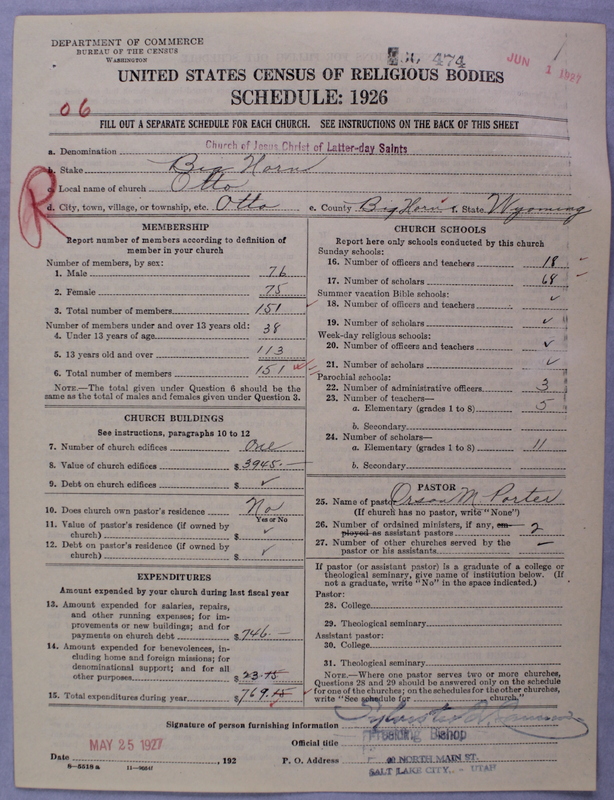 DEPARTMENT OF COMMERCE
BUREAU OF THE CENSUS
WASHINGTON
474
JUN 1 1927
UNITED STATES CENSUS OF RELIGIOUS BODIES
SCHEDULE: 1926
06
FILL OUT A SEPARATE SCHEDULE FOR EACH CHURCH. SEE INSTRUCTIONS ON THE BACK OF THIS SHEET
a. Denomination Church of Jesus Christ of Latter-day Saints
b. Stake Big Horn
c. Local name of church Otto
R
d. City, town, village, or township, etc. Otto e. County Big Horn f. State Wyoming
MEMBERSHIP
Report number of members according to definition of
member in your church
Number of members, by sex:
1. Male 76
2. Female 75
3. Total number of members 151
Number of members under and over 13 years old:
4. Under 13 years of age 38
5. 13 years old and over 113
6. Total number of members 151
NOTE.—The total given under Question 6 should be the
same as the total of males and females given under Question 3.
CHURCH BUILDINGS
See instructions, paragraphs 10 to 12
7. Number of church edifices One
8. Value of church edifices $ 3945.—
9. Debt on church edifices $ ✓
10. Does church own pastor's residence No
Yes or No
11. Value of pastor's residence (if owned by
church) $ ✓
12. Debt on pastor's residence (if owned by
church) $ ✓
EXPENDITURES
Amount expended by your church during last fiscal year
13. Amount expended for salaries, repairs,
and other running expenses; for im-
provements or new buildings; and for
payments on church debt $ 746.—
14. Amount expended for benevolences, in-
cluding home and foreign missions; for
denominational support; and for all
other purposes $ 23.15
15. Total expenditures during year $ 769.15
CHURCH SCHOOLS
Report here only schools conducted by this church
Sunday schools:
16. Number of officers and teachers 18
17. Number of scholars 68
Summer vacation Bible schools:
18. Number of officers and teachers ✓
19. Number of scholars ✓
Week-day religious schools:
20. Number of officers and teachers ✓
21. Number of scholars ✓
Parochial schools:
22. Number of administrative officers 3
23. Number of teachers—
a. Elementary (grades 1 to 8) 5
b. Secondary
24. Number of scholars—
a. Elementary (grades 1 to 8) 11
b. Secondary
PASTOR
25. Name of pastor Orson M. Porter
(If church has no pastor, write "None")
26. Number of ordained ministers, if any, em-
ployed as assistant pastors 2
27. Number of other churches served by the
pastor or his assistants —
If pastor (or assistant pastor) is a graduate of a college or
theological seminary, give name of institution below. (If
not a graduate, write "No" in the space indicated.)
Pastor:
28. College
29. Theological seminary
Assistant pastor:
30. College
31. Theological seminary
NOTE.—Where one pastor serves two or more churches,
Questions 28 and 29 should be answered only on the schedule
for one of the churches; on the schedules for the other churches,
write "See schedule for church."
Signature of person furnishing information
Official title Presiding Bishop
MAY 25 1927
Date , 192 P. O. Address 40 NORTH MAIN ST.
SALT LAKE CITY, - UTAH
8—5518 a